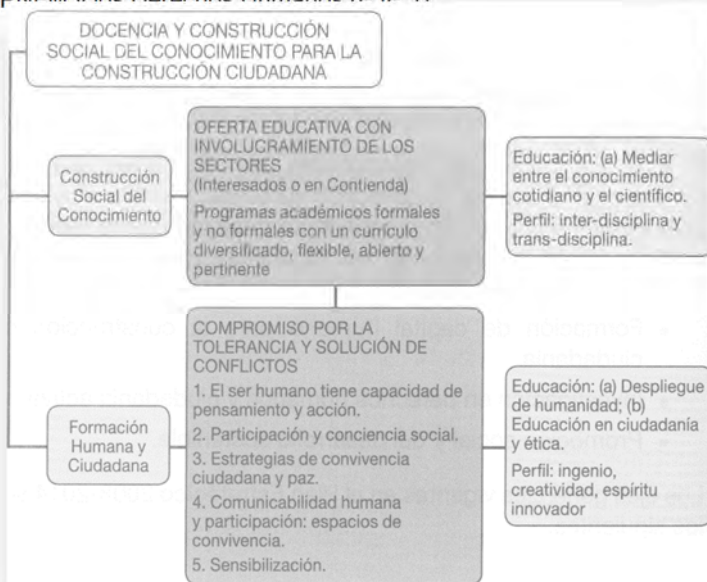 DOCENCIA Y CONSTRUCCIÓN
SOCIAL DEL CONOCIMIENTO PARA LA
CONSTRUCCIÓN CIUDADANA
Construcción
Social del
Conocimiento
OFERTA EDUCATIVA CON
INVOLUCRAMIENTO DE LOS
SECTORES
(Interesados o en Contienda)
Programas académicos formales
y no formales con un currículo
diversificado, flexible, abierto y
pertinente
Educación: (a) Mediar
entre el conocimiento
cotidiano y el científico.
Perfil: inter-disciplina y
trans-disciplina.
Formación
Humana y
Ciudadana
COMPROMISO POR LA
TOLERANCIA Y SOLUCIÓN DE
CONFLICTOS
1. El ser humano tiene capacidad de
pensamiento y acción.
2. Participación y conciencia social.
3. Estrategias de convivencia
ciudadana y paz.
4. Comunicabilidad humana
y participación: espacios de
convivencia.
5. Sensibilización.
Educación: (a) Despliegue
de humanidad; (b)
Educación en ciudadanía
y ética.
Perfil: ingenio,
creatividad, espíritu
innovador